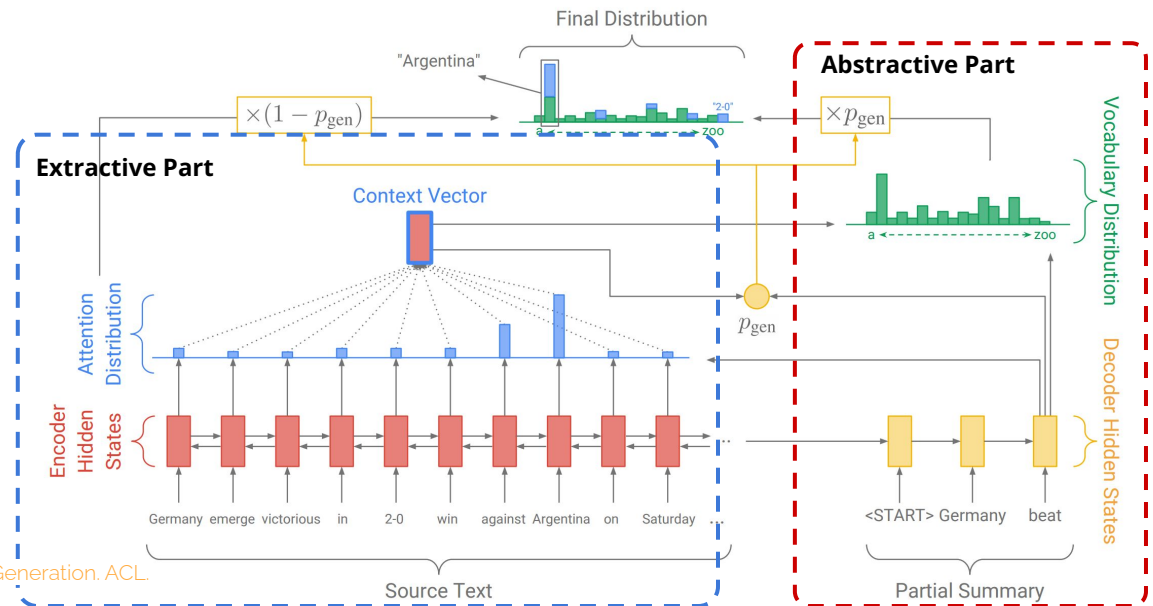 Final Distribution
"Argentina"
Abstractive Part
×(1 − p_gen)
"2-0"
×p_gen
a
zoo
Extractive Part
Context Vector
Vocabulary Distribution
a
zoo
Attention
Distribution
p_gen
Encoder
Hidden
States
...
Decoder Hidden States
Germany emerge victorious in 2-0 win against Argentina on Saturday ...
<START> Germany beat
Generation. ACL.
Source Text
Partial Summary